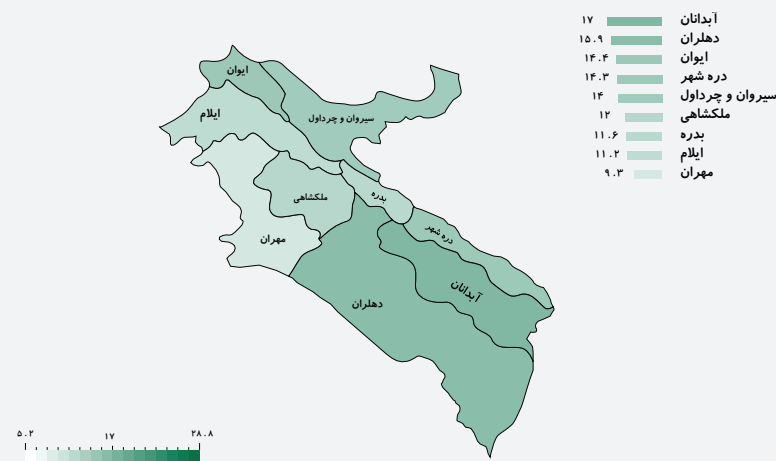 آبدانان ۱۷
دهلران ۱۵.۹
ایوان ۱۴.۴
دره شهر ۱۴.۳
سیروان و چرداول ۱۴
ملکشاهی ۱۲
بدره ۱۱.۶
ایلام ۱۱.۲
مهران ۹.۳
ایوان
ایلام
سیروان و چرداول
ملکشاهی
بدره
مهران
دره شهر
آبدانان
دهلران
۵.۲ ۱۷ ۲۸.۸